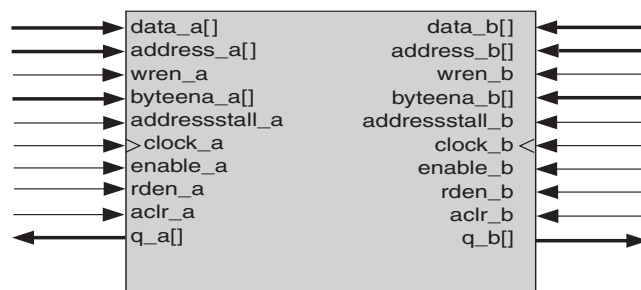 data_a[] data_b[]
address_a[] address_b[]
wren_a wren_b
byteena_a[] byteena_b[]
addressstall_a addressstall_b
clock_a clock_b
enable_a enable_b
rden_a rden_b
aclr_a aclr_b
q_a[] q_b[]